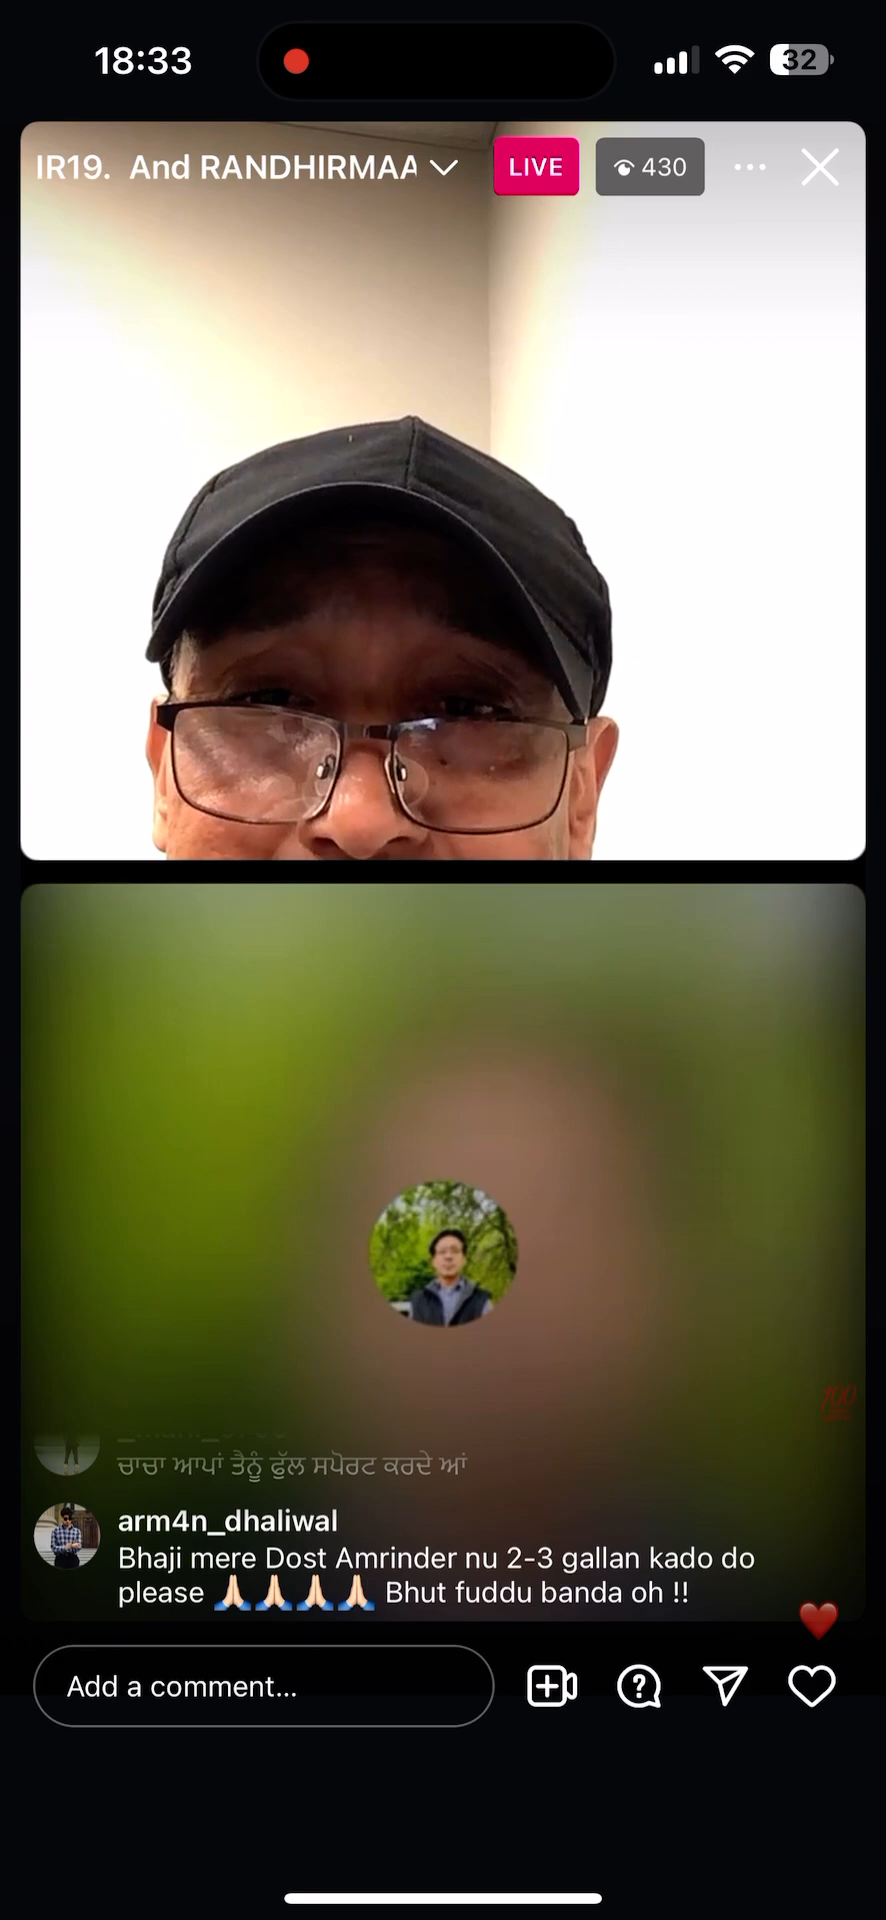 18:33
32
IR19. And RANDHIRMAA
LIVE
430
ਚਾਚਾ ਆਪਾਂ ਤੈਨੂੰ ਫੁੱਲ ਸਪੋਰਟ ਕਰਦੇ ਆਂ
arm4n_dhaliwal
Bhaji mere Dost Amrinder nu 2-3 gallan kado do
please 🙏🏻🙏🏻🙏🏻🙏🏻 Bhut fuddu banda oh !!
Add a comment...